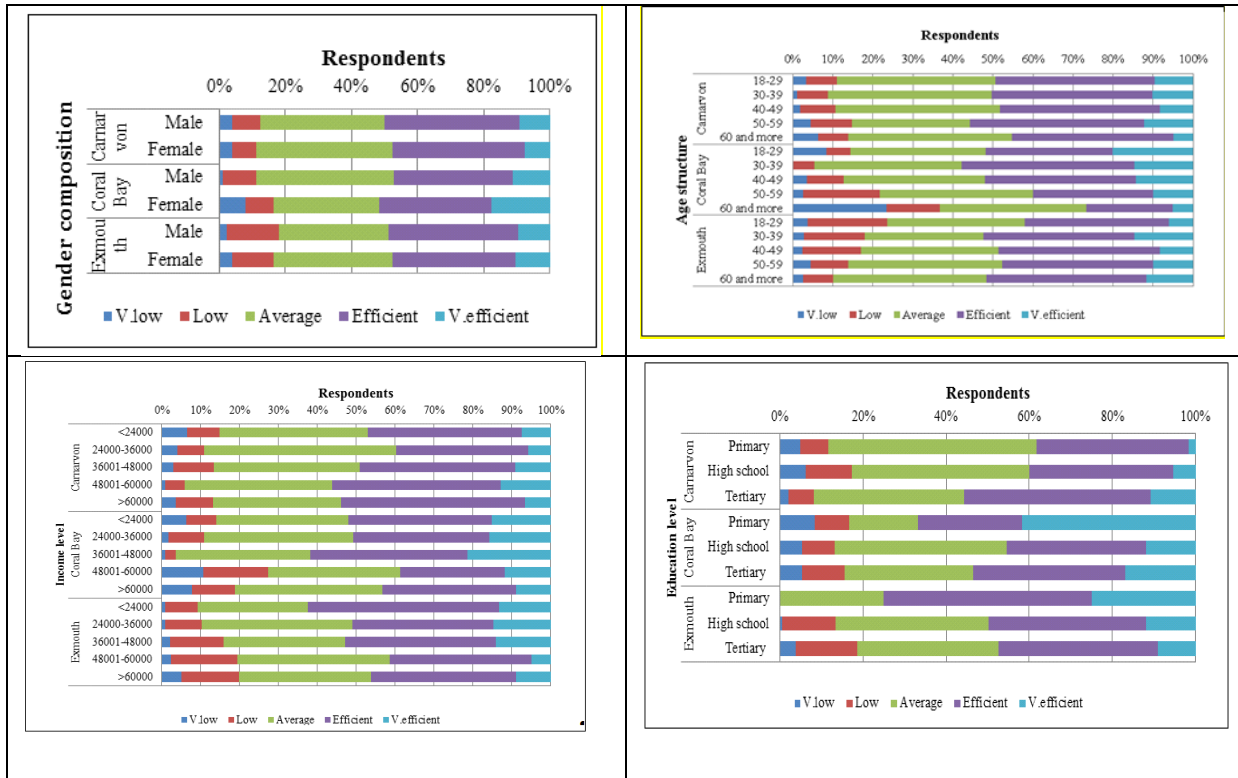 Respondents
0% 20% 40% 60% 80% 100%
Gender composition
Carnar
von
Male
Female
Coral
Bay
Male
Female
Exmou
th
Male
Female
V.low Low Average Efficient V.efficient
Respondents
0% 10% 20% 30% 40% 50% 60% 70% 80% 90% 100%
Age structure
Carnarvon
18-29
30-39
40-49
50-59
60 and more
Coral Bay
18-29
30-39
40-49
50-59
60 and more
Exmouth
18-29
30-39
40-49
50-59
60 and more
V.low Low Average Efficient V.efficient
Respondents
0% 10% 20% 30% 40% 50% 60% 70% 80% 90% 100%
Income level
Carnarvon
<24000
24000-36000
36001-48000
48001-60000
>60000
Coral Bay
<24000
24000-36000
36001-48000
48001-60000
>60000
Exmouth
<24000
24000-36000
36001-48000
48001-60000
>60000
V.low Low Average Efficient V.efficient
Respondents
0% 20% 40% 60% 80% 100%
Education level
Carnarvon
Primary
High school
Tertiary
Coral Bay
Primary
High school
Tertiary
Exmouth
Primary
High school
Tertiary
V.low Low Average Efficient V.efficient